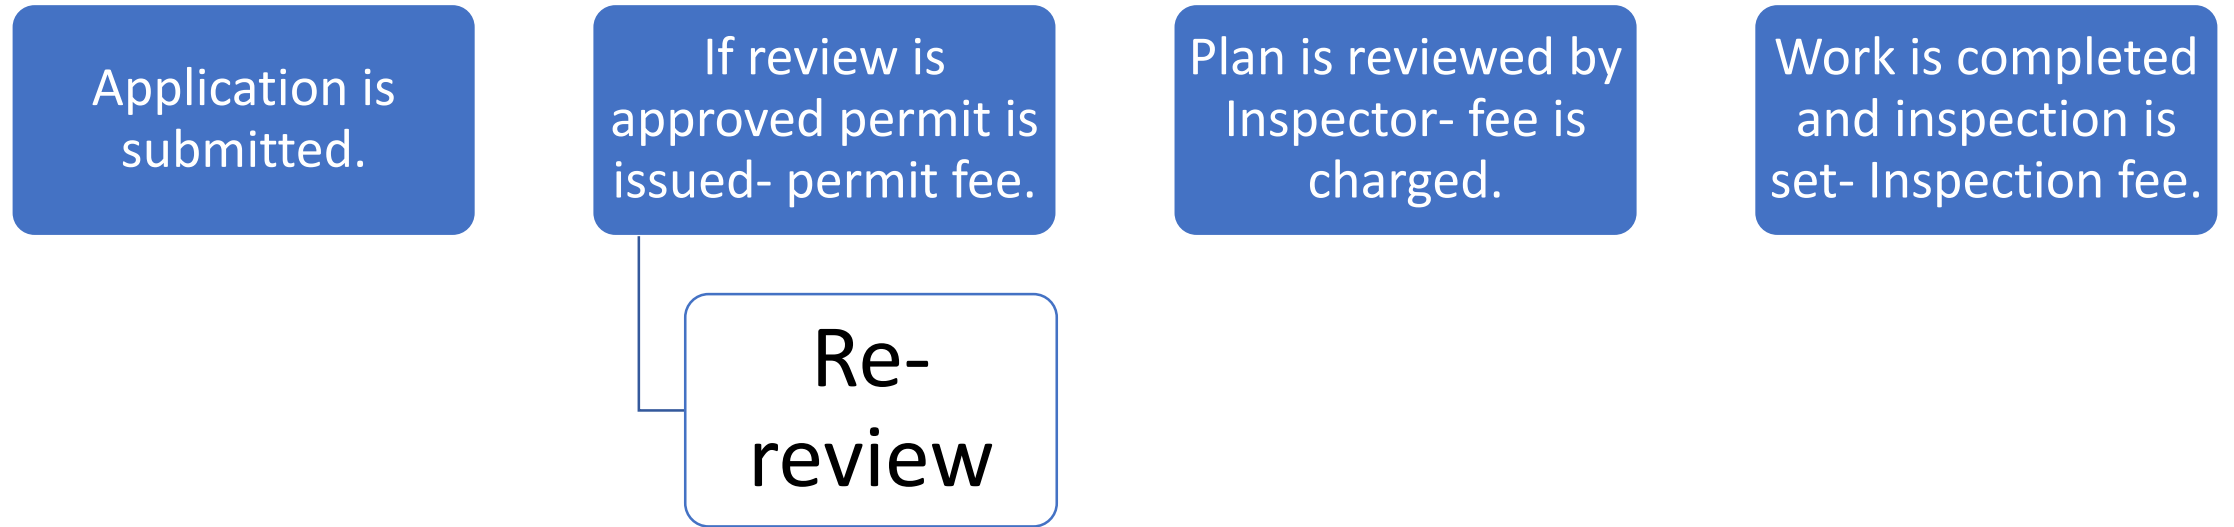 Application is
submitted.
If review is
approved permit is
issued- permit fee.
Re-
review
Plan is reviewed by
Inspector- fee is
charged.
Work is completed
and inspection is
set- Inspection fee.